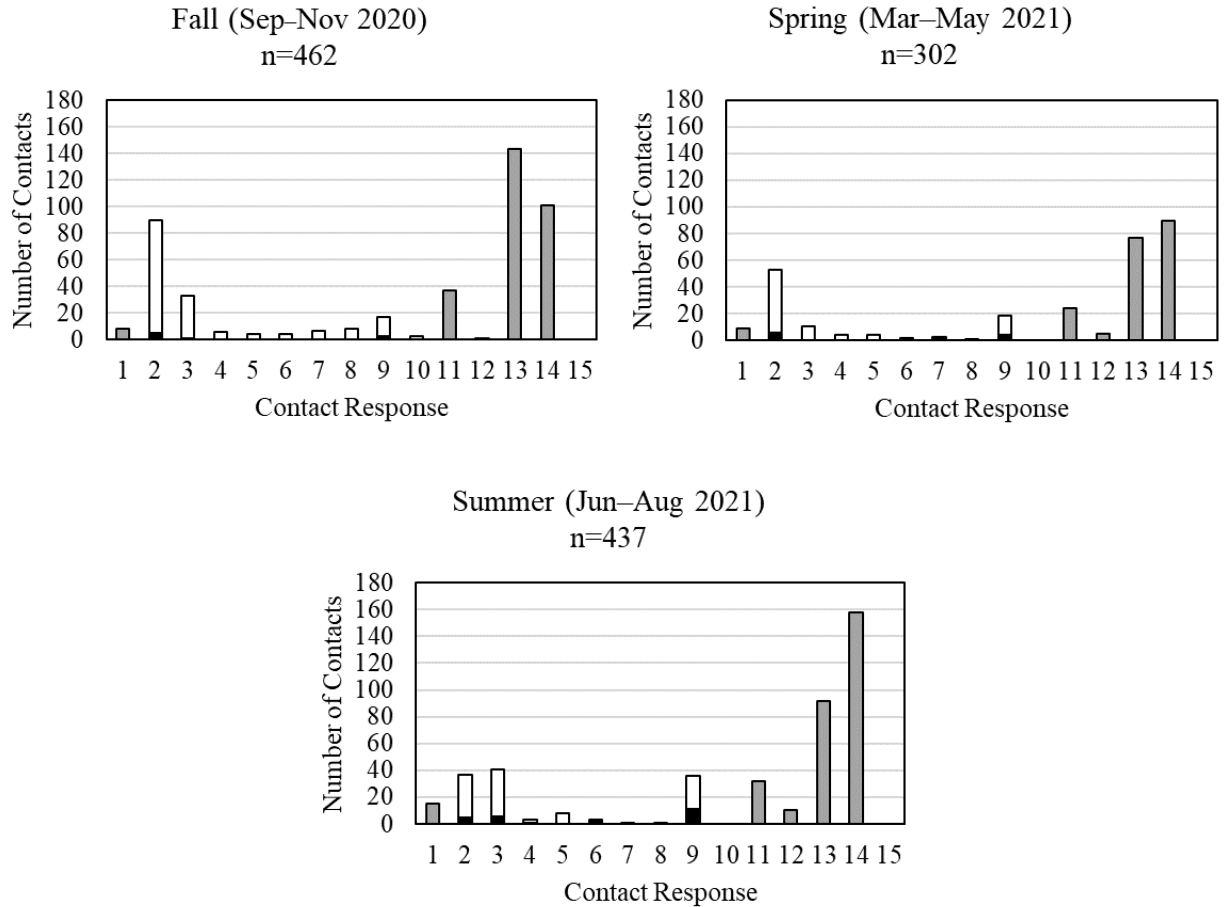 Fall (Sep–Nov 2020)
n=462
Number of Contacts
180
160
140
120
100
80
60
40
20
0
1 2 3 4 5 6 7 8 9 10 11 12 13 14 15
Contact Response
Spring (Mar–May 2021)
n=302
Number of Contacts
180
160
140
120
100
80
60
40
20
0
1 2 3 4 5 6 7 8 9 10 11 12 13 14 15
Contact Response
Summer (Jun–Aug 2021)
n=437
Number of Contacts
180
160
140
120
100
80
60
40
20
0
1 2 3 4 5 6 7 8 9 10 11 12 13 14 15
Contact Response